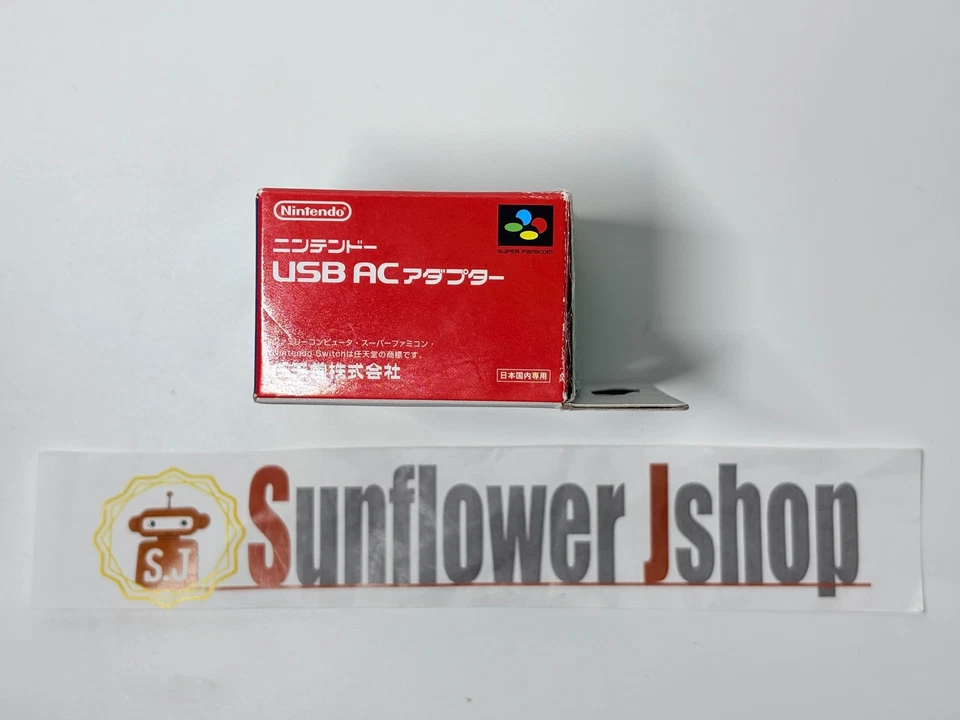 Nintendo
SUPER FAMICOM
ニンテンドー
USB ACアダプター
ファミリーコンピュータ・スーパーファミコン・
Nintendo Switchは任天堂の商標です。
任天堂株式会社
日本国内専用
S.J
Sunflower Jshop